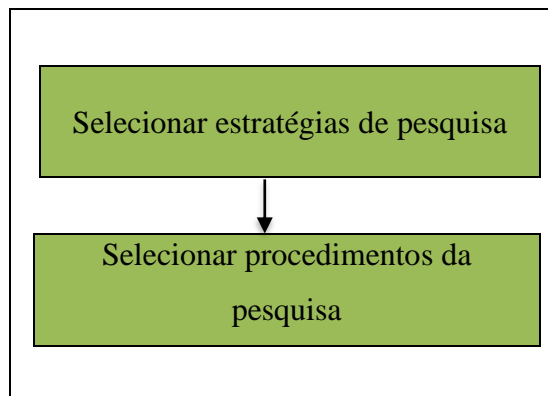 Selecionar estratégias de pesquisa
Selecionar procedimentos da
pesquisa